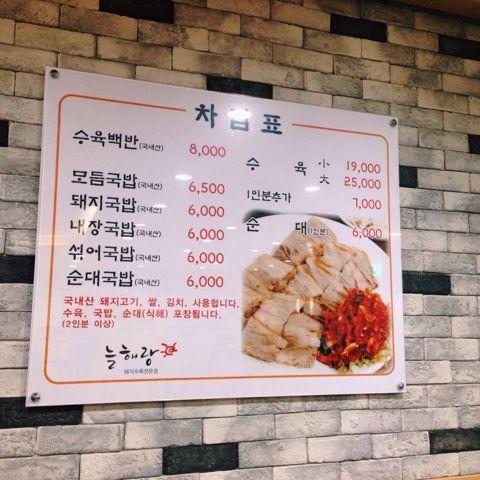 차림표
수육백반(국내산) 8,000
모듬국밥(국내산) 6,500
돼지국밥(국내산) 6,000
내장국밥(국내산) 6,000
섞어국밥(국내산) 6,000
순대국밥(국내산) 6,000
수 육 小 19,000
大 25,000
1인분추가 7,000
순 대(1인분) 6,000
국내산 돼지고기, 쌀, 김치, 사용합니다.
수육, 국밥, 순대(식해) 포장됩니다.
(2인분 이상)
늘해랑
돼지수육전문점